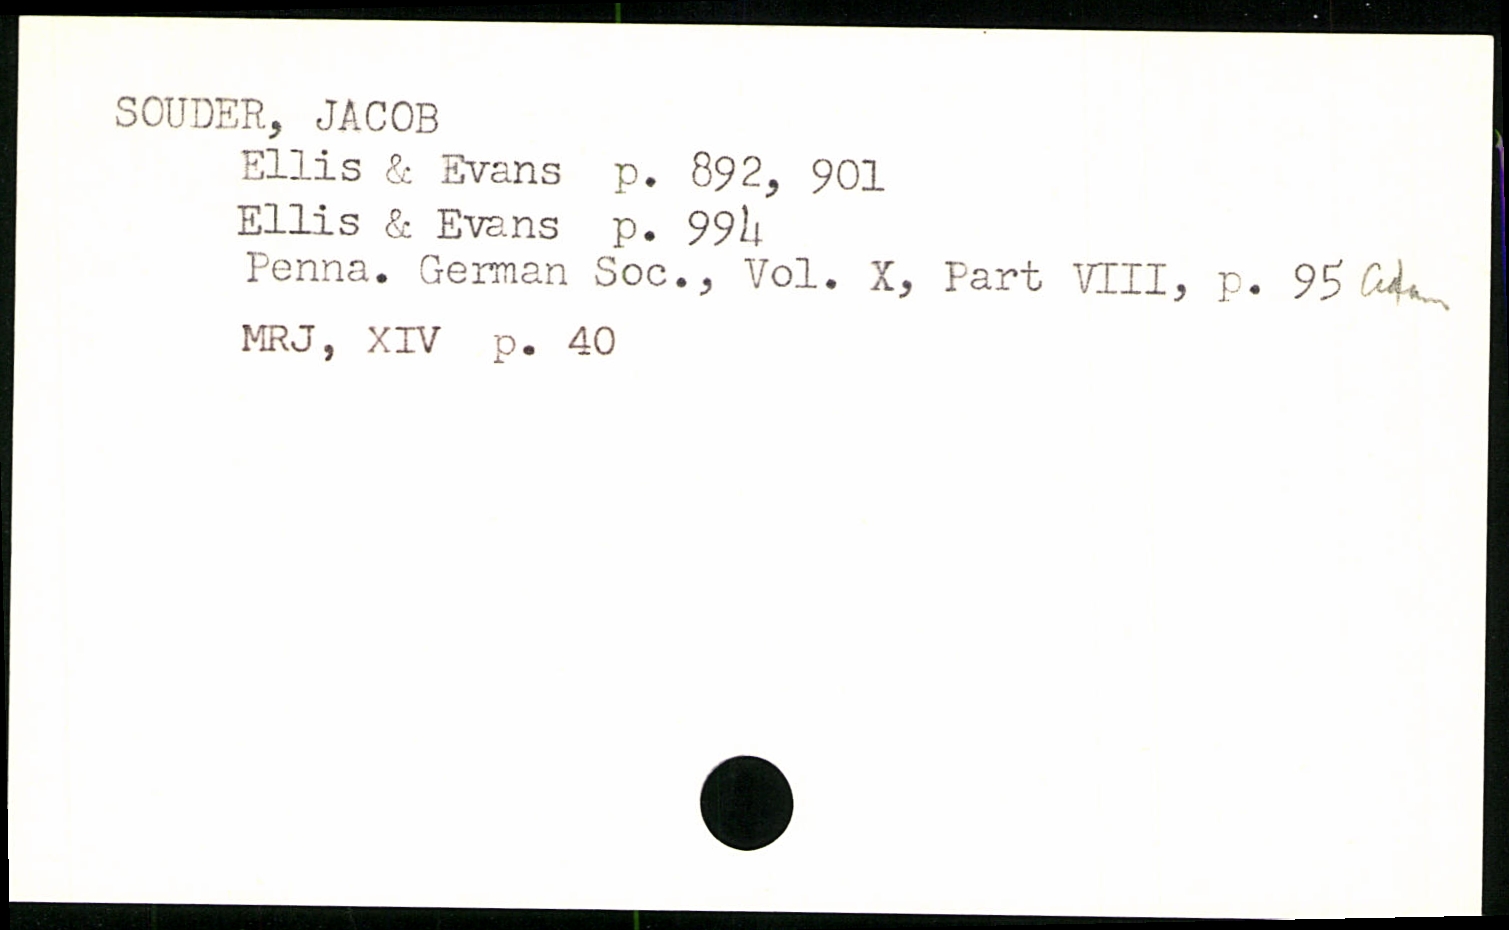 SOUDER, JACOB
Ellis & Evans p. 892, 901
Ellis & Evans p. 994
Penna. German Soc., Vol. X, Part VIII, p. 95 Adam
MRJ, XIV p. 40